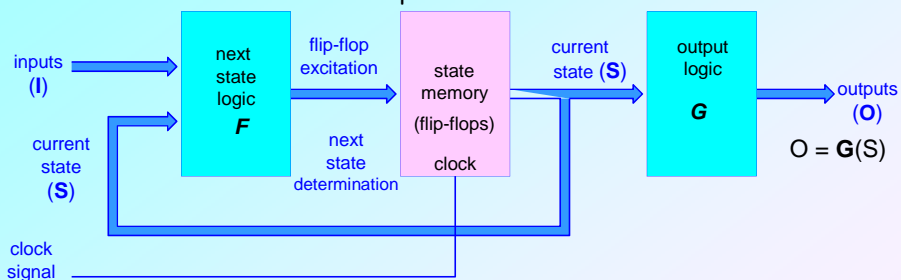 inputs
(I)
next
state
logic
F
flip-flop
excitation
next
state
determination
state
memory
(flip-flops)
clock
current
state (S)
output
logic
G
outputs
(O)
O = G(S)
current
state
(S)
clock
signal